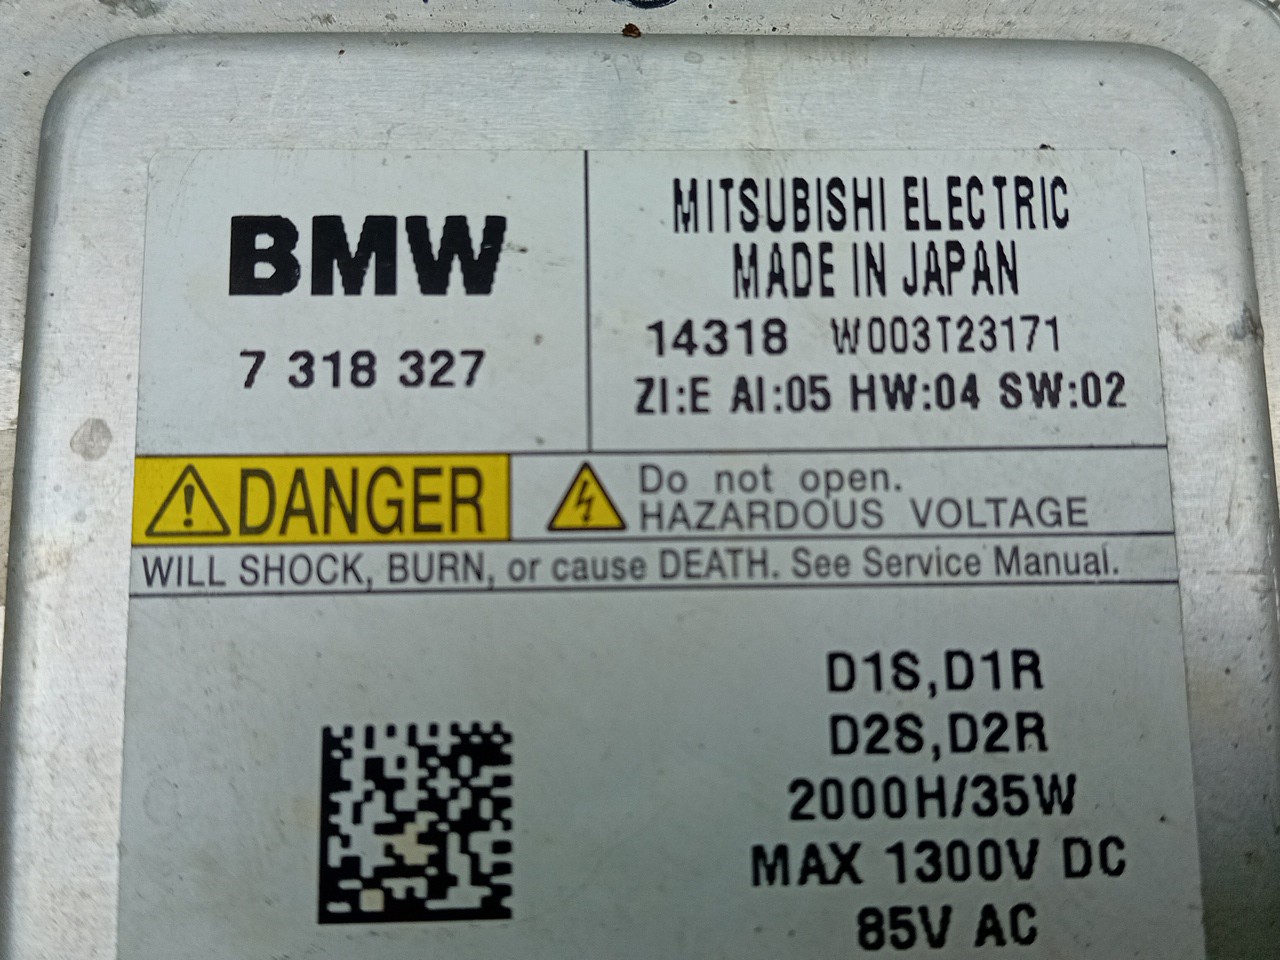 BMW
7 318 327
MITSUBISHI ELECTRIC
MADE IN JAPAN
14318 W003T23171
ZI:E AI:05 HW:04 SW:02
DANGER
Do not open.
HAZARDOUS VOLTAGE
WILL SHOCK, BURN, or cause DEATH. See Service Manual.
D1S,D1R
D2S,D2R
2000H/35W
MAX 1300V DC
85V AC